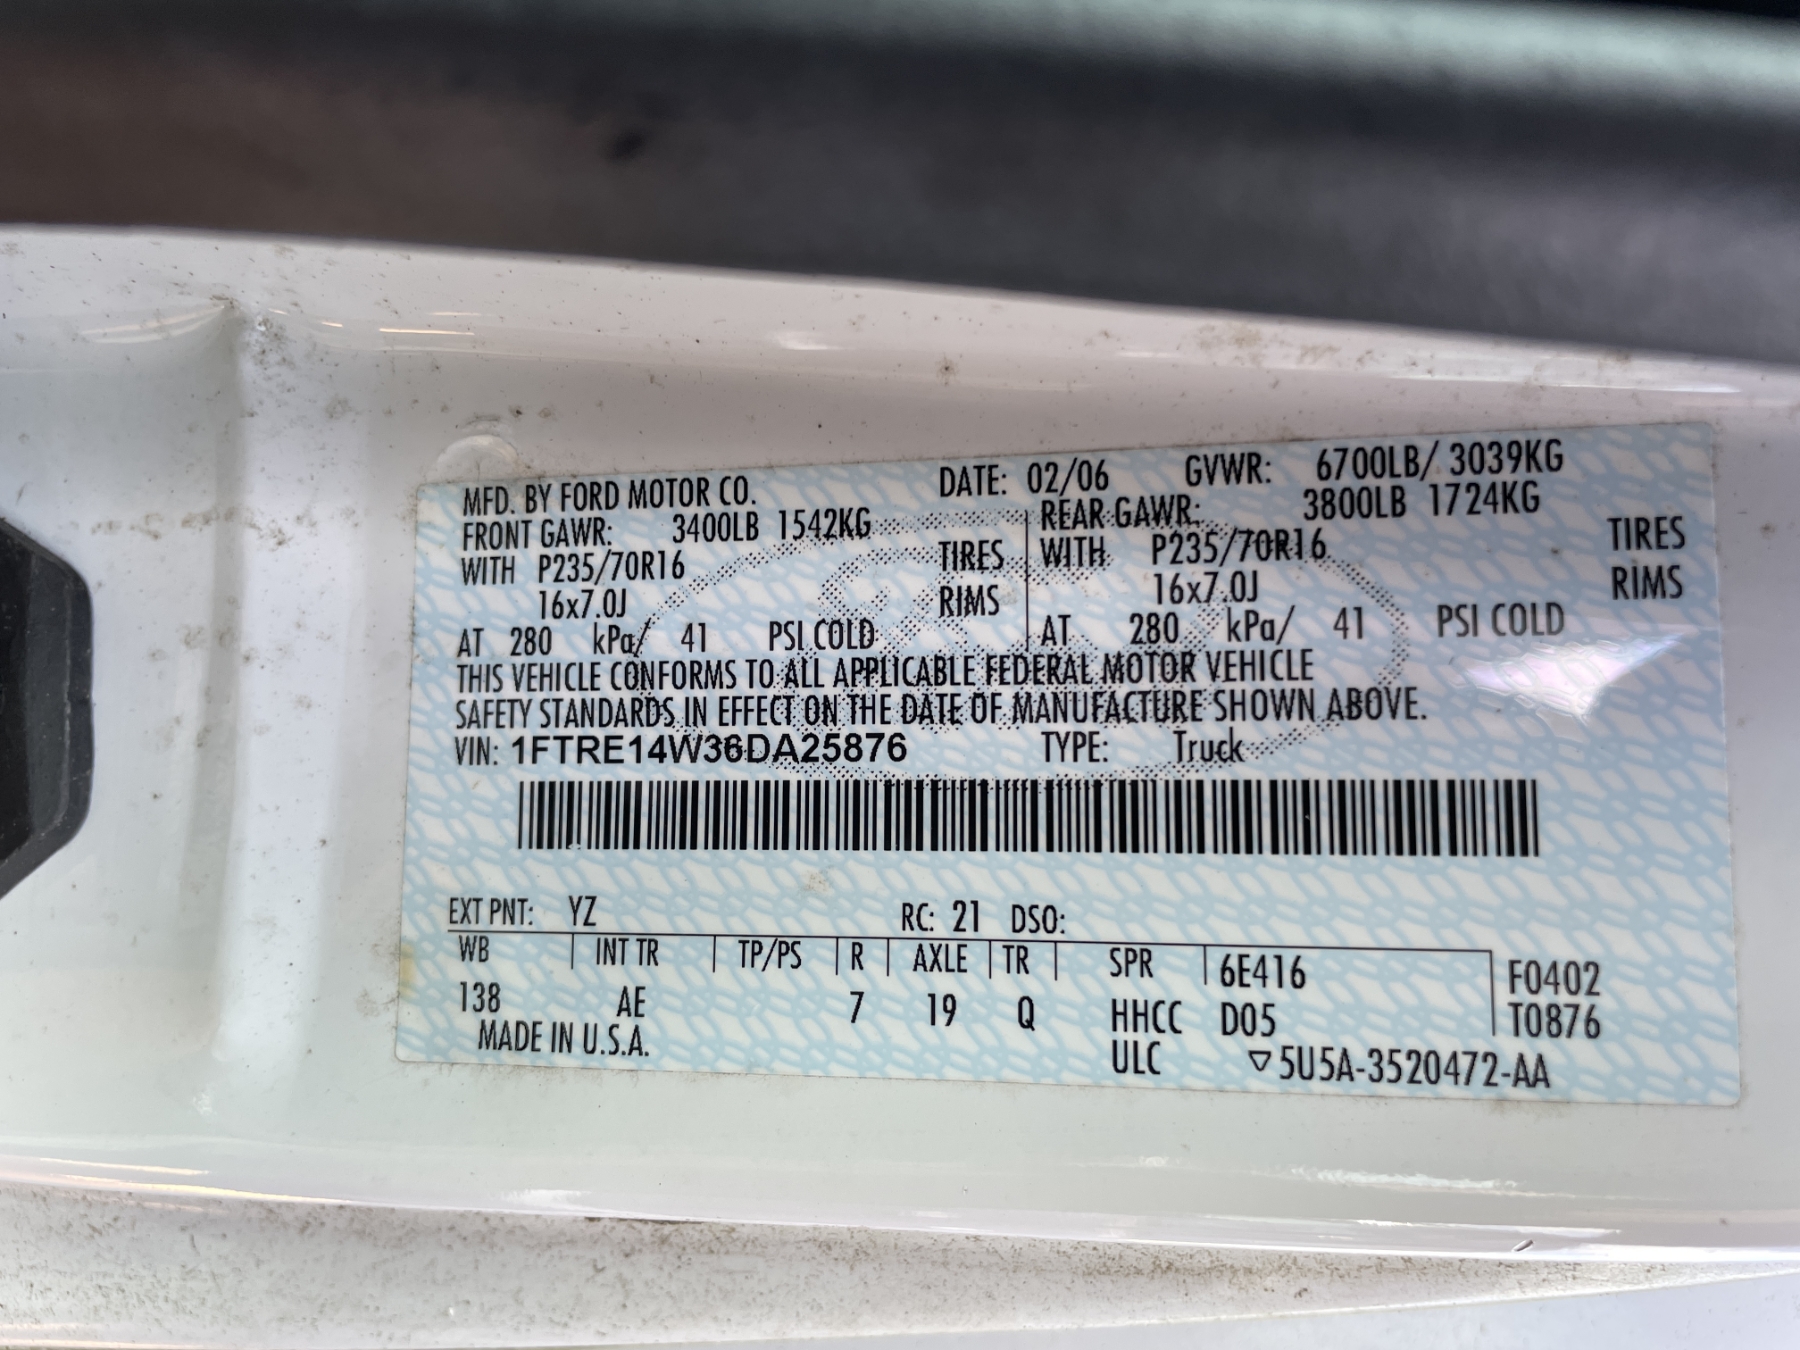 MFD. BY FORD MOTOR CO. DATE: 02/06 GVWR: 6700LB/ 3039KG
FRONT GAWR: 3400LB 1542KG REAR GAWR: 3800LB 1724KG
WITH P235/70R16 TIRES WITH P235/70R16 TIRES
16x7.0J RIMS 16x7.0J RIMS
AT 280 kPa/ 41 PSI COLD AT 280 kPa/ 41 PSI COLD
THIS VEHICLE CONFORMS TO ALL APPLICABLE FEDERAL MOTOR VEHICLE
SAFETY STANDARDS IN EFFECT ON THE DATE OF MANUFACTURE SHOWN ABOVE.
VIN: 1FTRE14W36DA25876 TYPE: Truck
EXT PNT: YZ RC: 21 DSO:
WB INT TR TP/PS R AXLE TR SPR 6E416 F0402
138 AE 7 19 Q HHCC D05 T0876
MADE IN U.S.A. ULC ▽5U5A-3520472-AA